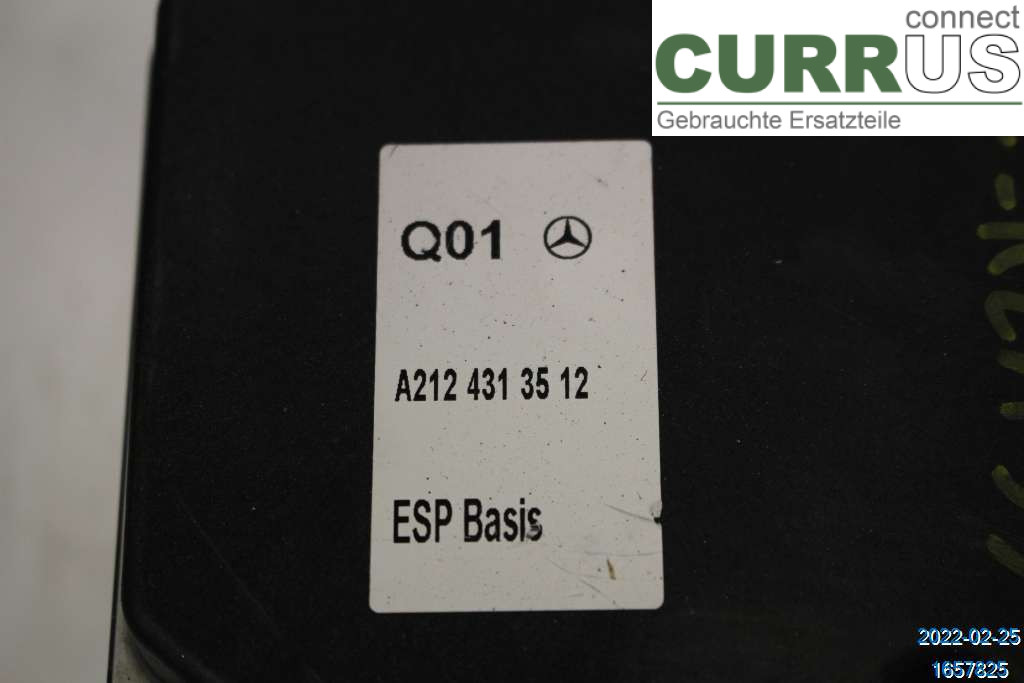 connect
CURRUS
Gebrauchte Ersatzteile
Q01
A212 431 35 12
ESP Basis
2022-02-25
1657825